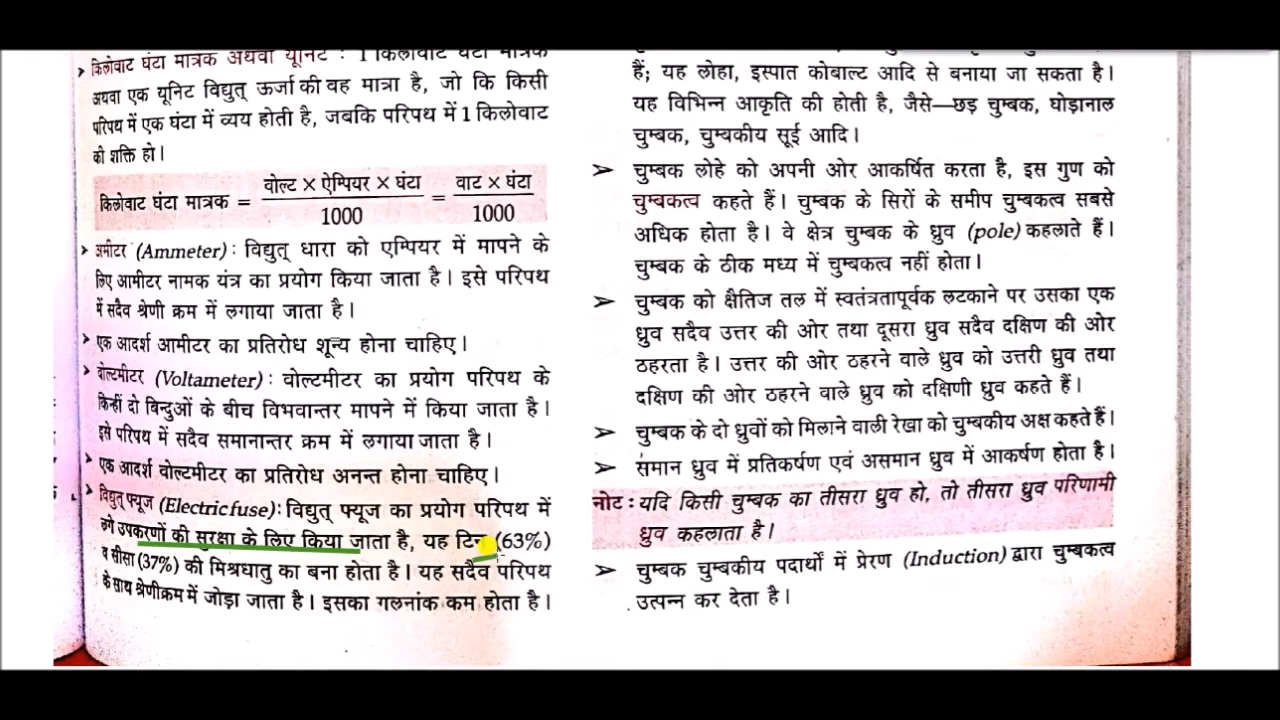 किलोवाट घंटा मात्रक अथवा यूनिट : 1 किलोवाट घंटा मात्रक
अथवा एक यूनिट विद्युत् ऊर्जा की वह मात्रा है, जो कि किसी
परिपथ में एक घंटा में व्यय होती है, जबकि परिपथ में 1 किलोवाट
की शक्ति हो।
किलोवाट घंटा मात्रक = वोल्ट × ऐम्पियर × घंटा / 1000 = वाट × घंटा / 1000
अमीटर (Ammeter) : विद्युत् धारा को एम्पियर में मापने के
लिए आमीटर नामक यंत्र का प्रयोग किया जाता है। इसे परिपथ
में सदैव श्रेणी क्रम में लगाया जाता है।
एक आदर्श आमीटर का प्रतिरोध शून्य होना चाहिए।
वोल्टमीटर (Voltameter) : वोल्टमीटर का प्रयोग परिपथ के
किन्हीं दो बिन्दुओं के बीच विभवान्तर मापने में किया जाता है।
इसे परिपथ में सदैव समानान्तर क्रम में लगाया जाता है।
एक आदर्श वोल्टमीटर का प्रतिरोध अनन्त होना चाहिए।
विद्युत् फ्यूज (Electric fuse) : विद्युत् फ्यूज का प्रयोग परिपथ में
लगे उपकरणों की सुरक्षा के लिए किया जाता है, यह टिन (63%)
व सीसा (37%) की मिश्रधातु का बना होता है। यह सदैव परिपथ
के साथ श्रेणीक्रम में जोड़ा जाता है। इसका गलनांक कम होता है।
हैं; यह लोहा, इस्पात कोबाल्ट आदि से बनाया जा सकता है।
यह विभिन्न आकृति की होती है, जैसे—छड़ चुम्बक, घोड़ानाल
चुम्बक, चुम्बकीय सूई आदि।
➢ चुम्बक लोहे को अपनी ओर आकर्षित करता है, इस गुण को
चुम्बकत्व कहते हैं। चुम्बक के सिरों के समीप चुम्बकत्व सबसे
अधिक होता है। वे क्षेत्र चुम्बक के ध्रुव (pole) कहलाते हैं।
चुम्बक के ठीक मध्य में चुम्बकत्व नहीं होता।
➢ चुम्बक को क्षैतिज तल में स्वतंत्रतापूर्वक लटकाने पर उसका एक
ध्रुव सदैव उत्तर की ओर तथा दूसरा ध्रुव सदैव दक्षिण की ओर
ठहरता है। उत्तर की ओर ठहरने वाले ध्रुव को उत्तरी ध्रुव तथा
दक्षिण की ओर ठहरने वाले ध्रुव को दक्षिणी ध्रुव कहते हैं।
➢ चुम्बक के दो ध्रुवों को मिलाने वाली रेखा को चुम्बकीय अक्ष कहते हैं।
➢ समान ध्रुव में प्रतिकर्षण एवं असमान ध्रुव में आकर्षण होता है।
नोट : यदि किसी चुम्बक का तीसरा ध्रुव हो, तो तीसरा ध्रुव परिणामी
ध्रुव कहलाता है।
➢ चुम्बक चुम्बकीय पदार्थों में प्रेरण (Induction) द्वारा चुम्बकत्व
उत्पन्न कर देता है।